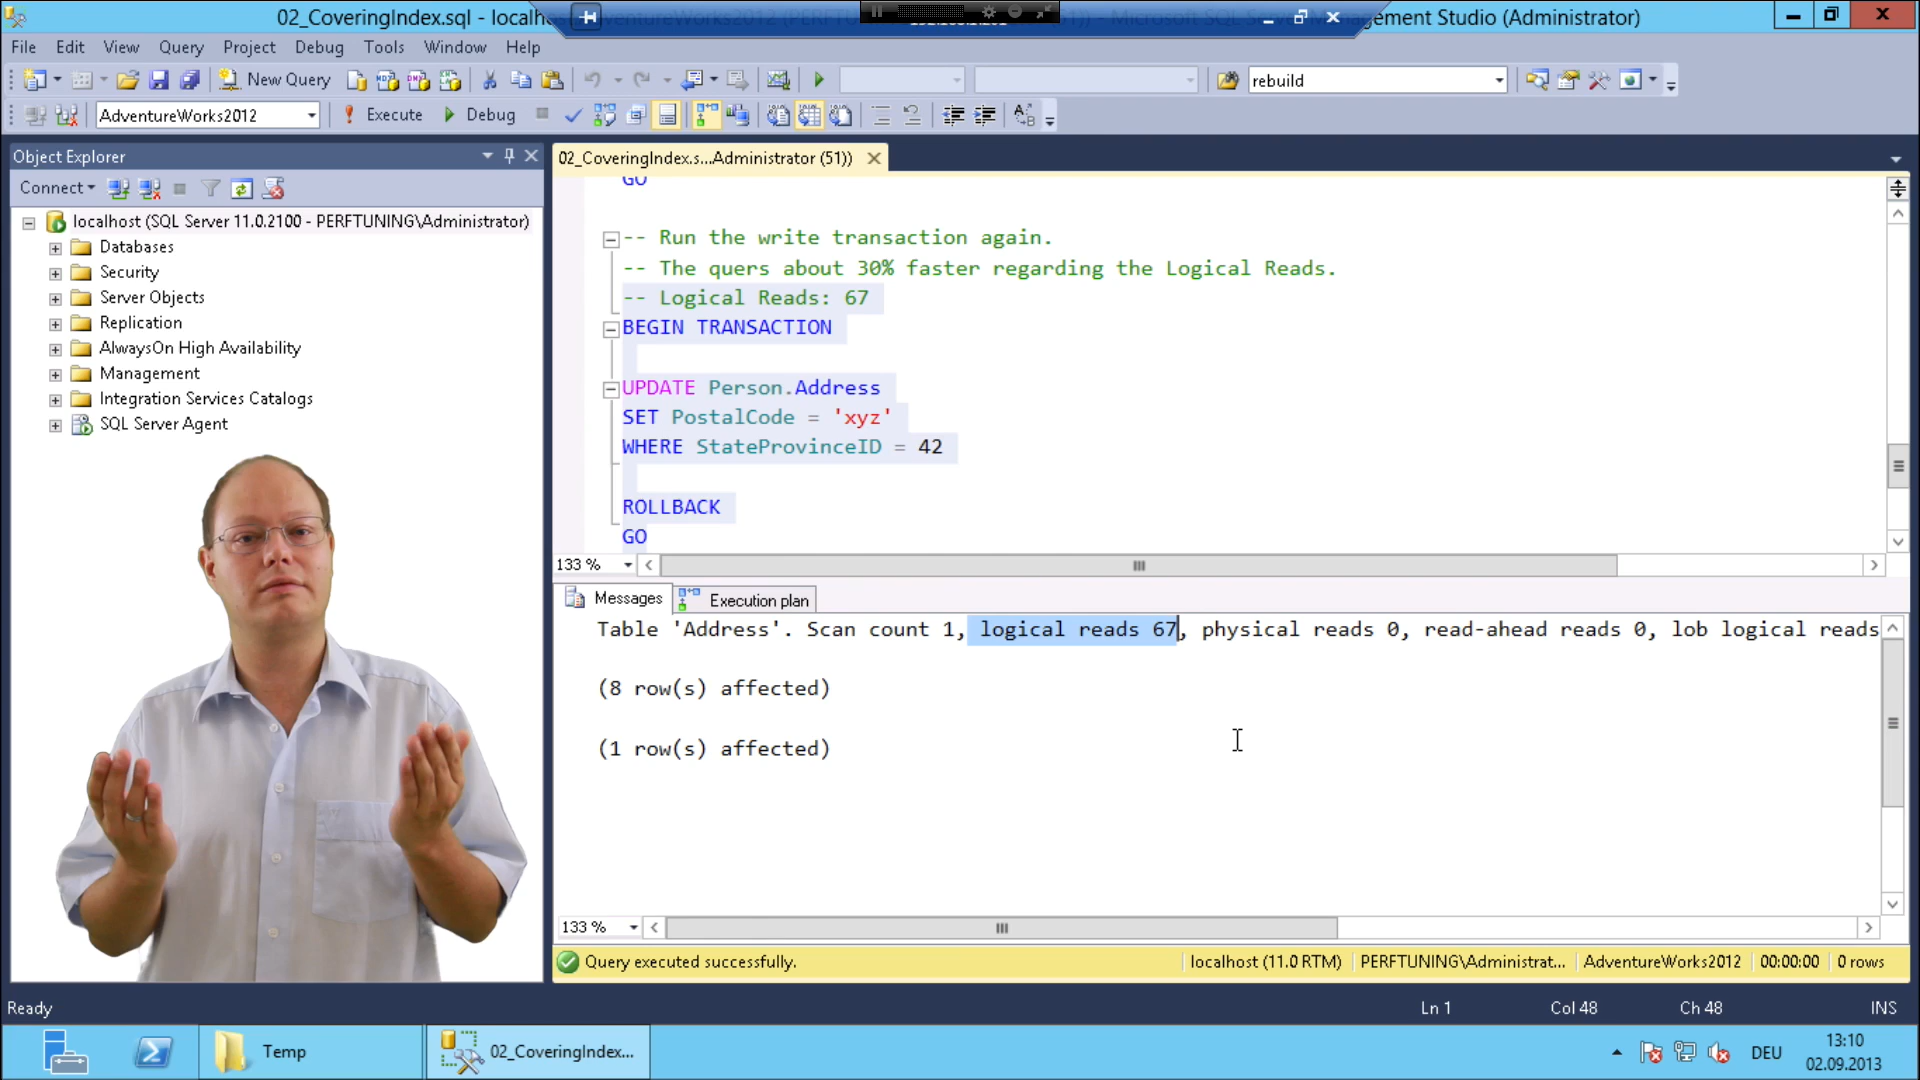 02_CoveringIndex.sql - localh
ement Studio (Administrator)
File Edit View Query Project Debug Tools Window Help
New Query
rebuild
AdventureWorks2012
Execute
Debug
Object Explorer
Connect
localhost (SQL Server 11.0.2100 - PERFTUNING\Administrator)
Databases
Security
Server Objects
Replication
AlwaysOn High Availability
Management
Integration Services Catalogs
SQL Server Agent
02_CoveringIndex.s...Administrator (51))
GO
-- Run the write transaction again.
-- The quers about 30% faster regarding the Logical Reads.
-- Logical Reads: 67
BEGIN TRANSACTION
UPDATE Person.Address
SET PostalCode = 'xyz'
WHERE StateProvinceID = 42
ROLLBACK
GO
133 %
Messages
Execution plan
Table 'Address'. Scan count 1, logical reads 67, physical reads 0, read-ahead reads 0, lob logical reads
(8 row(s) affected)
(1 row(s) affected)
133 %
Query executed successfully.
localhost (11.0 RTM)
PERFTUNING\Administrat...
AdventureWorks2012
00:00:00
0 rows
Ready
Ln 1
Col 48
Ch 48
INS
Temp
02_CoveringIndex...
DEU
13:10
02.09.2013